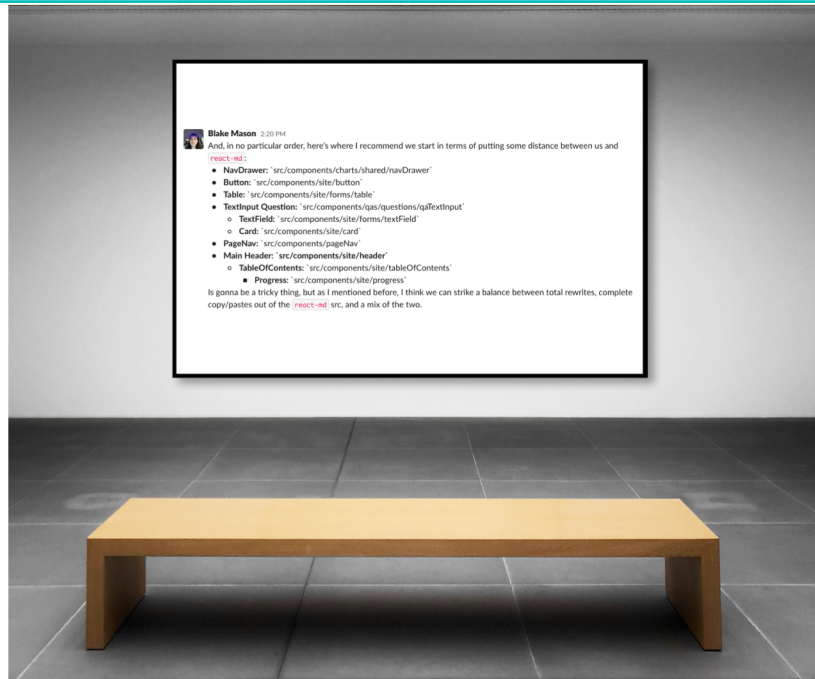 Blake Mason 2:20 PM
And, in no particular order, here's where I recommend we start in terms of putting some distance between us and
react-md :
• NavDrawer: `src/components/charts/shared/navDrawer`
• Button: `src/components/site/button`
• Table: `src/components/site/forms/table`
• TextInput Question: `src/components/qas/questions/qaTextInput`
○ TextField: `src/components/site/forms/textField`
○ Card: `src/components/site/card`
• PageNav: `src/components/pageNav`
• Main Header: `src/components/site/header`
○ TableOfContents: `src/components/site/tableOfContents`
■ Progress: `src/components/site/progress`
Is gonna be a tricky thing, but as I mentioned before, I think we can strike a balance between total rewrites, complete
copy/pastes out of the react-md src, and a mix of the two.